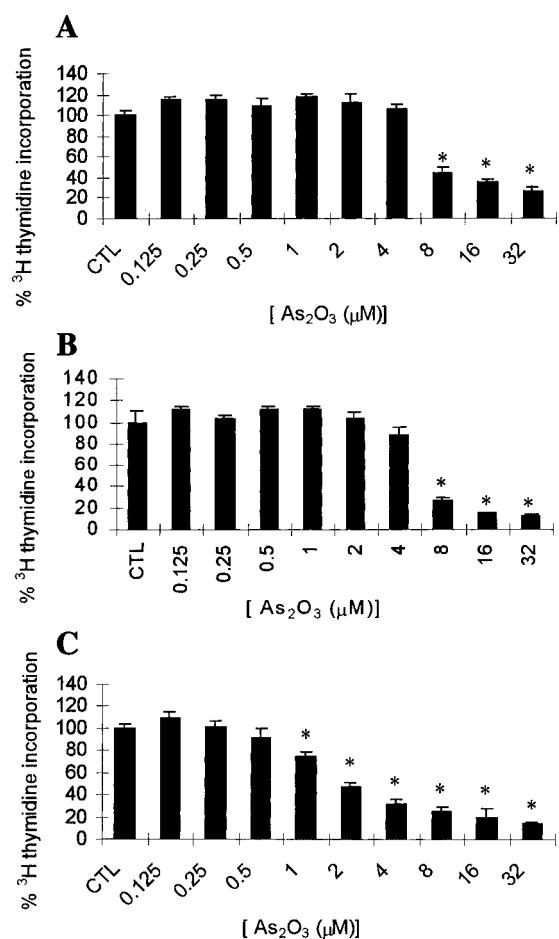 A
% ³H thymidine incorporation
140
120
100
80
60
40
20
0
* * *
CTL 0.125 0.25 0.5 1 2 4 8 16 32
[ As₂O₃ (μM)]
B
% ³H thymidine incorporation
140
120
100
80
60
40
20
0
* * *
CTL 0.125 0.25 0.5 1 2 4 8 16 32
[ As₂O₃ (μM)]
C
% ³H thymidine incorporation
140
120
100
80
60
40
20
0
* * * * * *
CTL 0.125 0.25 0.5 1 2 4 8 16 32
[ As₂O₃ (μM)]